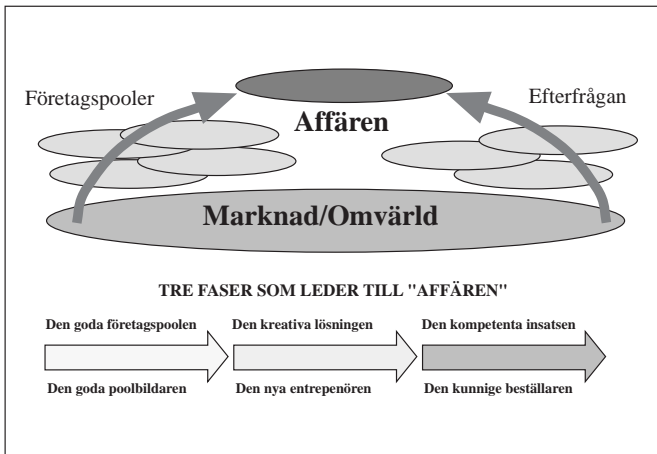 Företagspooler
Efterfrågan
Affären
Marknad/Omvärld
TRE FASER SOM LEDER TILL "AFFÄREN"
Den goda företagspoolen
Den kreativa lösningen
Den kompetenta insatsen
Den goda poolbildaren
Den nya entrepenören
Den kunnige beställaren